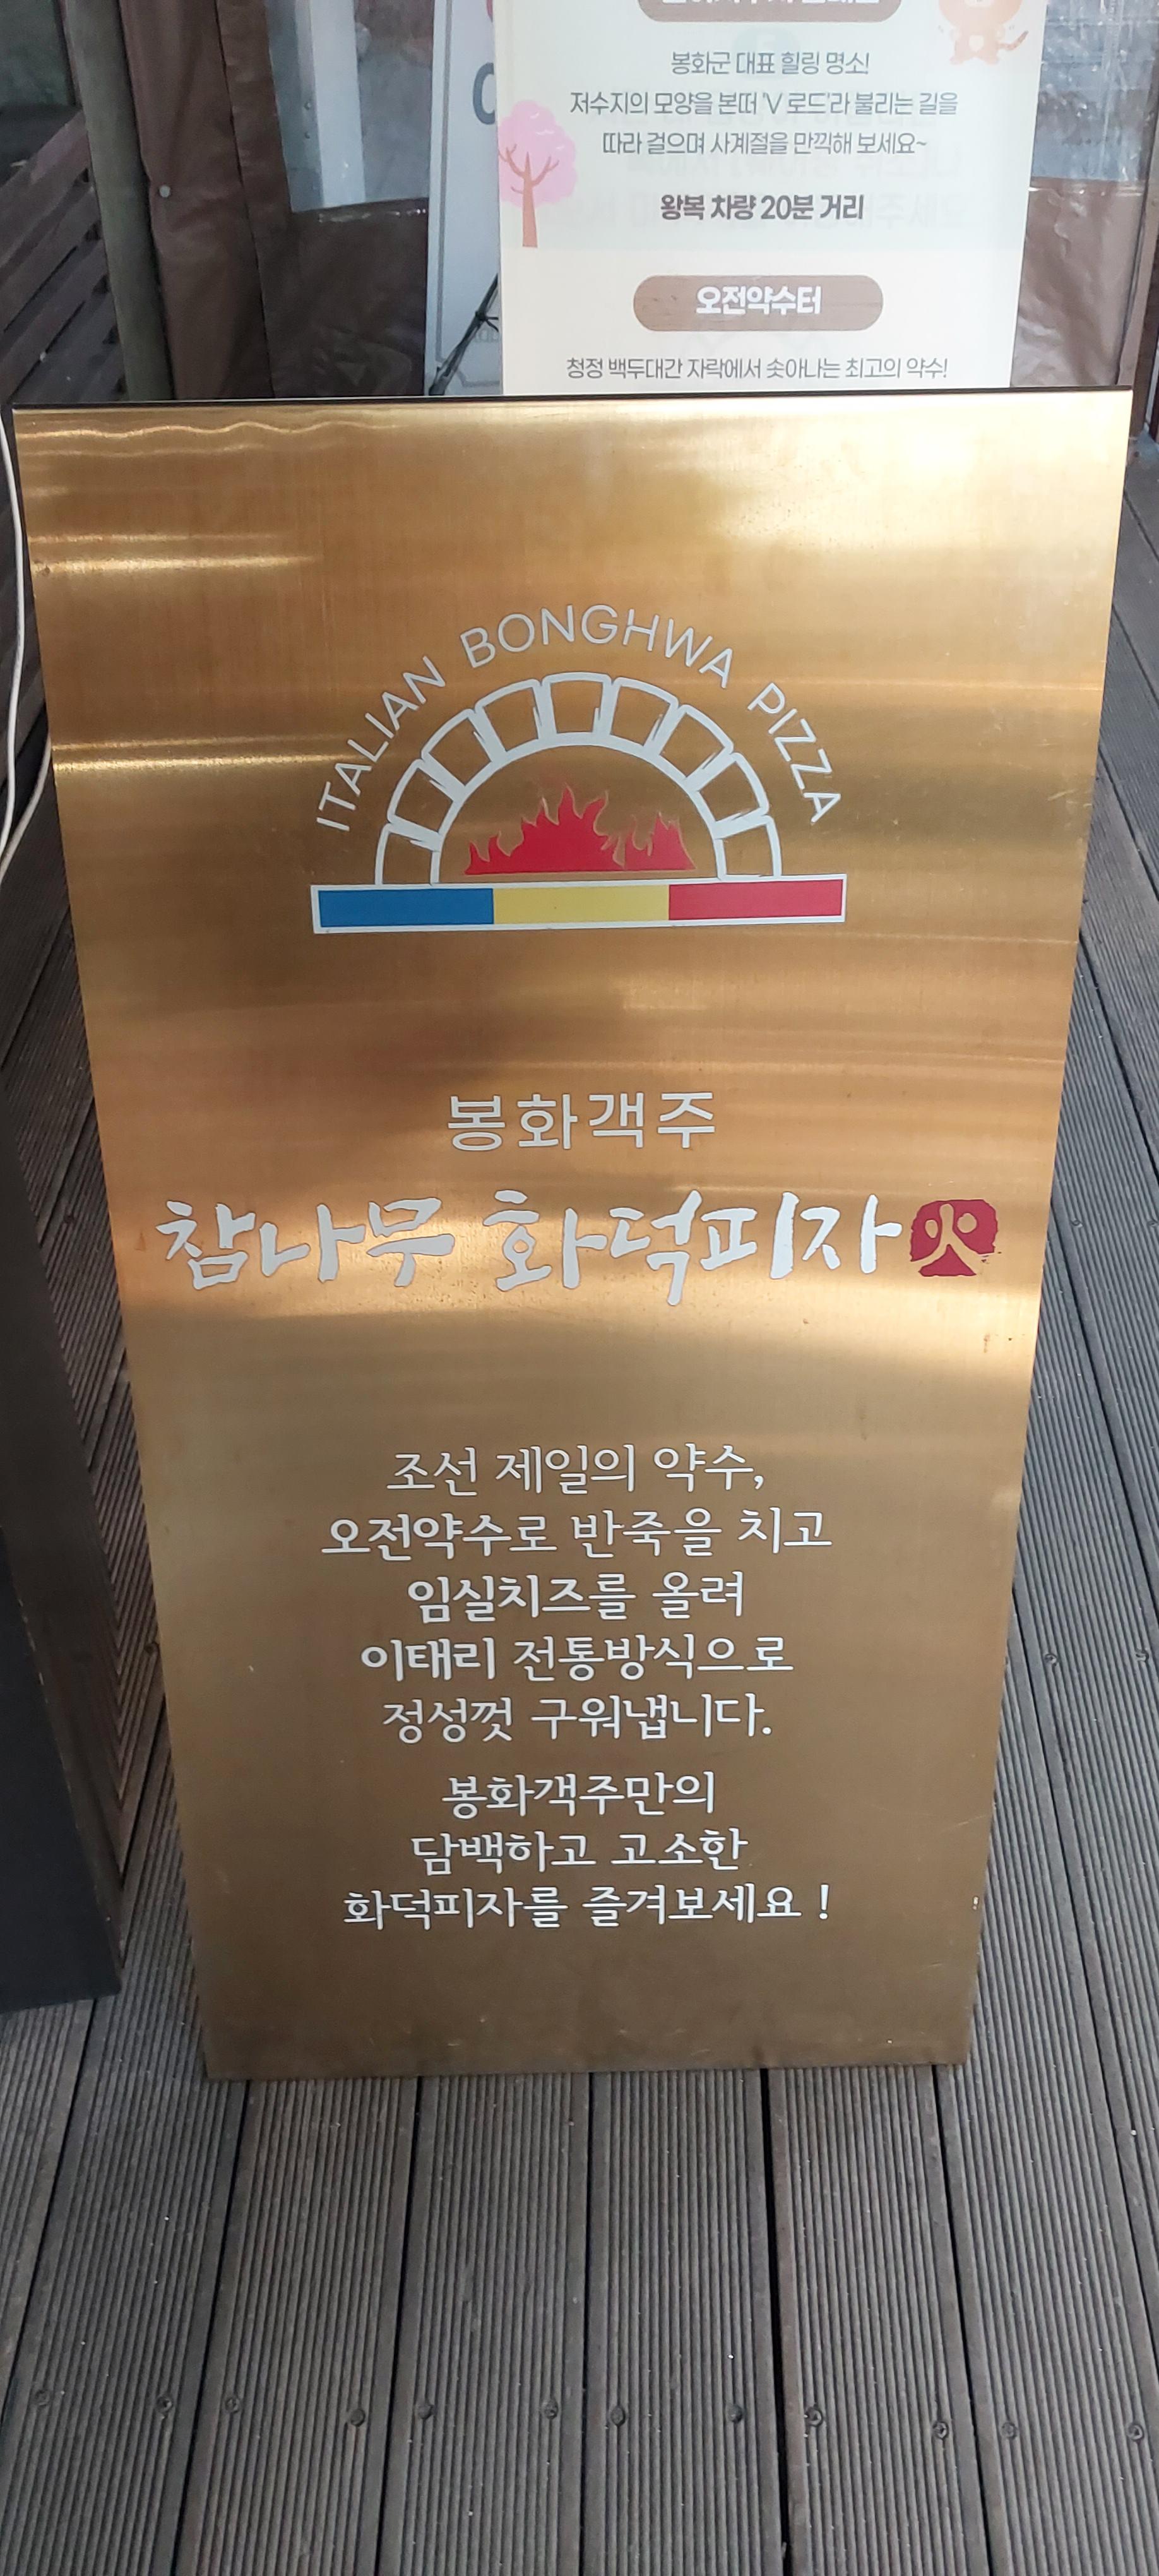 봉화군 대표 힐링 명소!
저수지의 모양을 본떠 'V 로드'라 불리는 길을
따라 걸으며 사계절을 만끽해 보세요~
왕복 차량 20분 거리
오전약수터
청정 백두대간 자락에서 솟아나는 최고의 약수!
ITALIAN BONGHWA PIZZA
봉화객주
참나무 화덕피자 火
조선 제일의 약수,
오전약수로 반죽을 치고
임실치즈를 올려
이태리 전통방식으로
정성껏 구워냅니다.
봉화객주만의
담백하고 고소한
화덕피자를 즐겨보세요 !